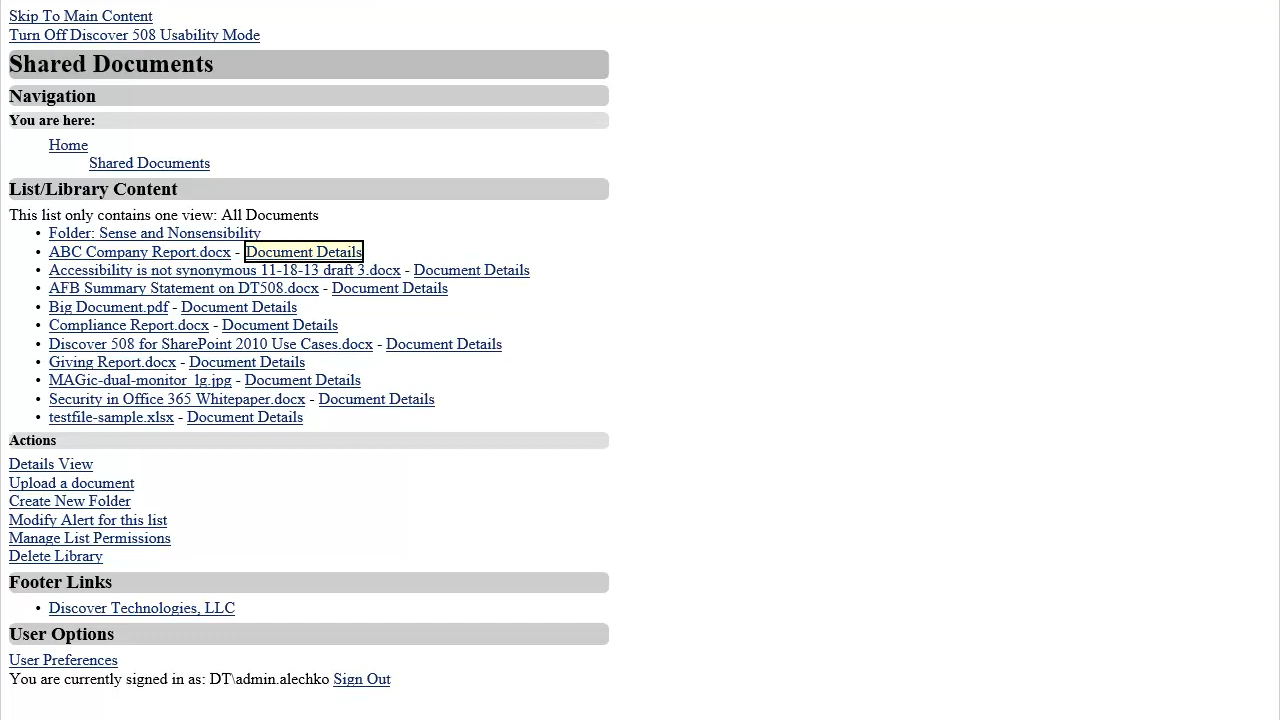 Skip To Main Content
Turn Off Discover 508 Usability Mode
Shared Documents
Navigation
You are here:
Home
Shared Documents
List/Library Content
This list only contains one view: All Documents
• Folder: Sense and Nonsensibility
• ABC Company Report.docx - Document Details
• Accessibility is not synonymous 11-18-13 draft 3.docx - Document Details
• AFB Summary Statement on DT508.docx - Document Details
• Big Document.pdf - Document Details
• Compliance Report.docx - Document Details
• Discover 508 for SharePoint 2010 Use Cases.docx - Document Details
• Giving Report.docx - Document Details
• MAGic-dual-monitor_lg.jpg - Document Details
• Security in Office 365 Whitepaper.docx - Document Details
• testfile-sample.xlsx - Document Details
Actions
Details View
Upload a document
Create New Folder
Modify Alert for this list
Manage List Permissions
Delete Library
Footer Links
• Discover Technologies, LLC
User Options
User Preferences
You are currently signed in as: DT\admin.alechko Sign Out